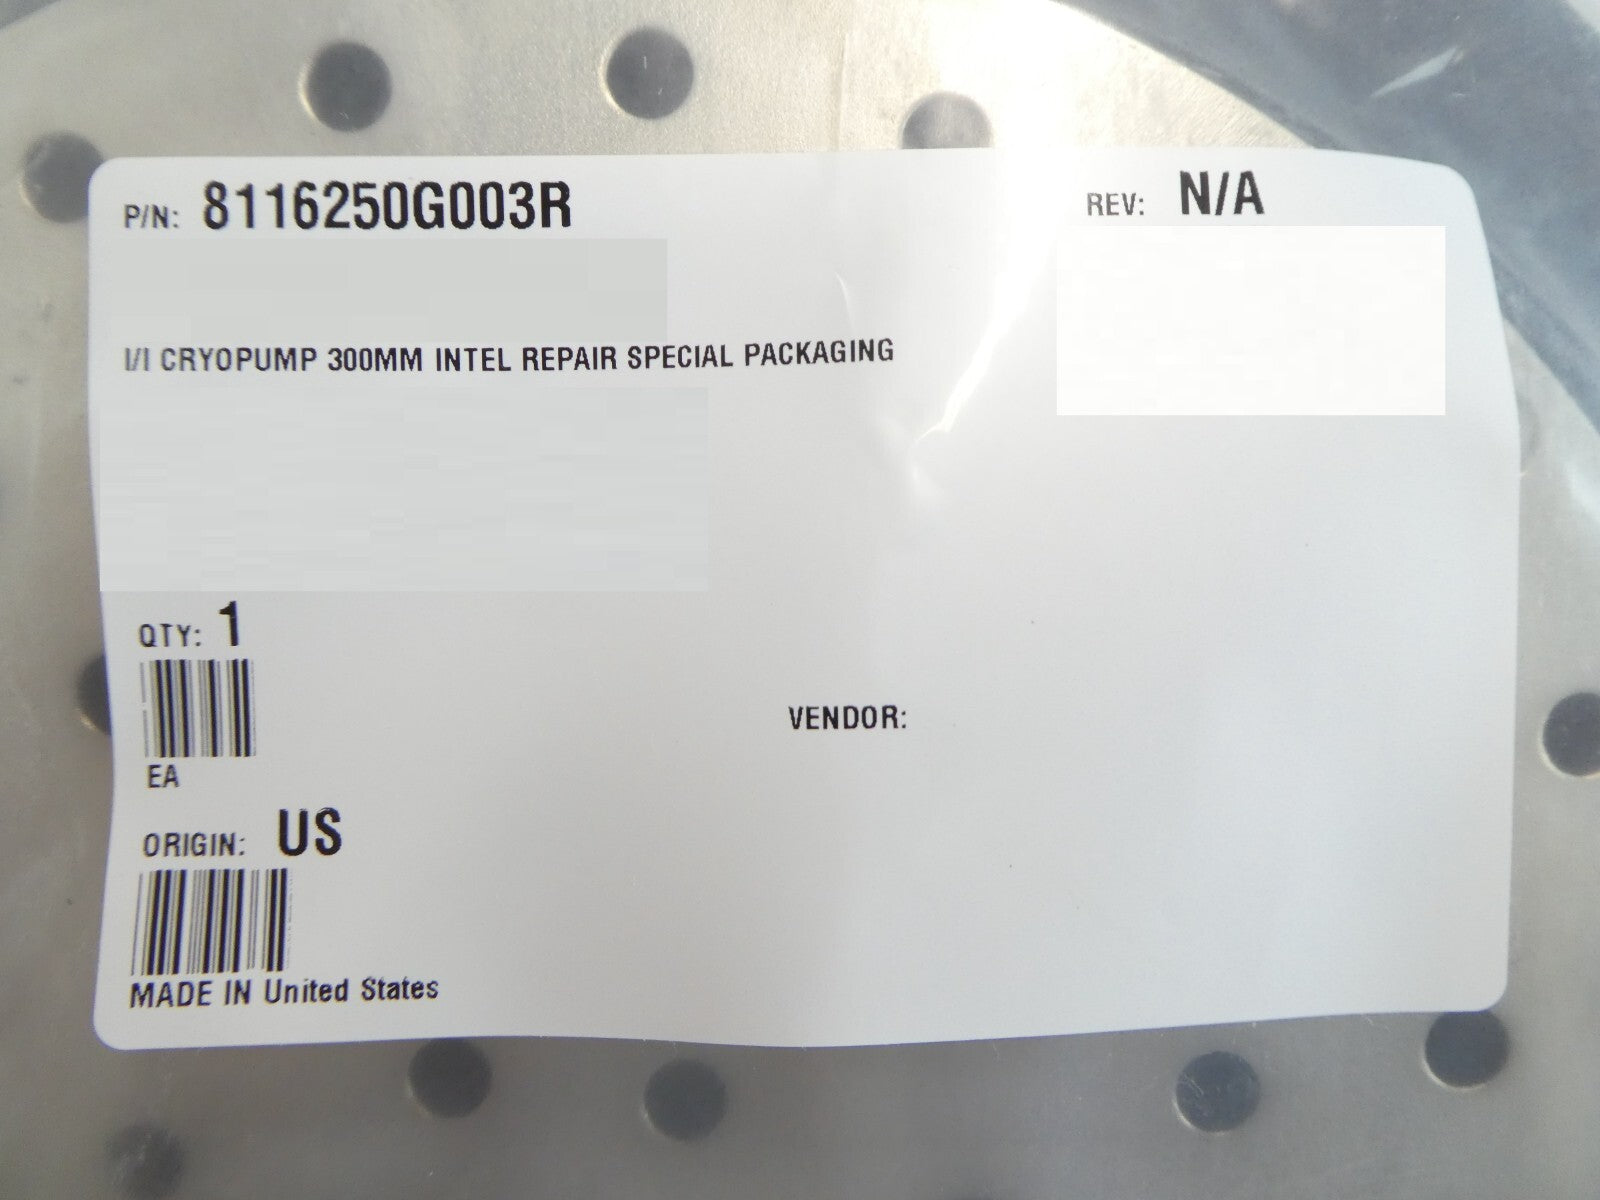 P/N: 8116250G003R
REV: N/A
I/I CRYOPUMP 300MM INTEL REPAIR SPECIAL PACKAGING
QTY: 1
EA
VENDOR:
ORIGIN: US
MADE IN United States